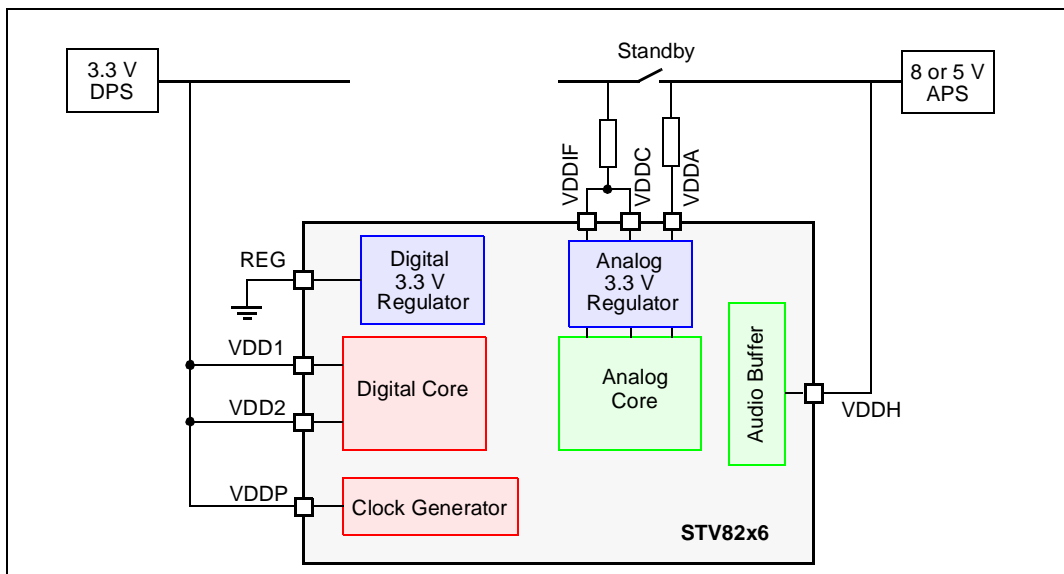 Standby
3.3 V
DPS
8 or 5 V
APS
VDDIF
VDDC
VDDA
REG
Digital
3.3 V
Regulator
Analog
3.3 V
Regulator
VDD1
Digital Core
VDD2
Analog
Core
Audio Buffer
VDDH
VDDP
Clock Generator
STV82x6